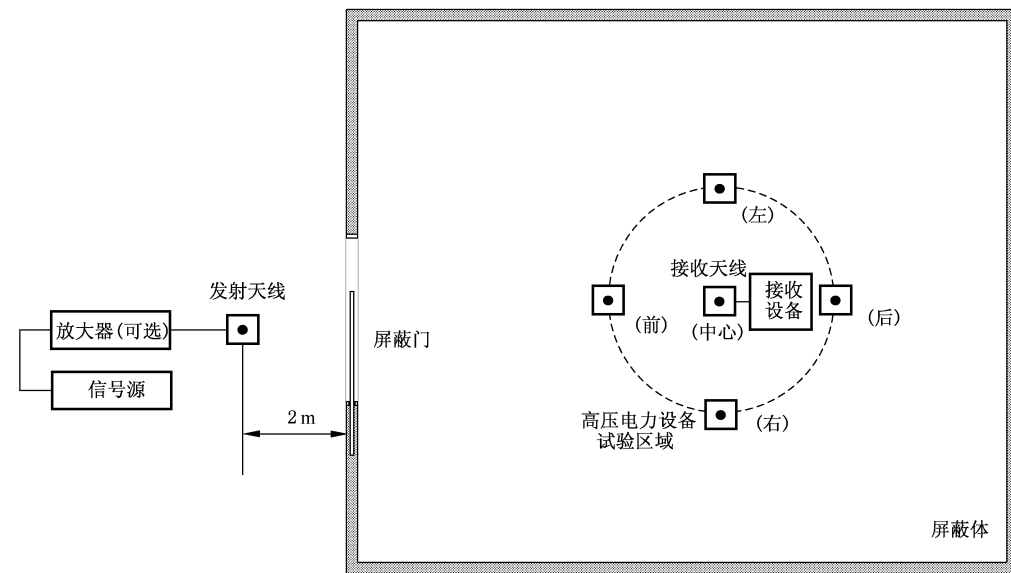 (左)
接收天线
接收
设备
发射天线
(前)
(中心)
(后)
放大器(可选)
屏蔽门
信号源
2 m
高压电力设备
试验区域
(右)
屏蔽体